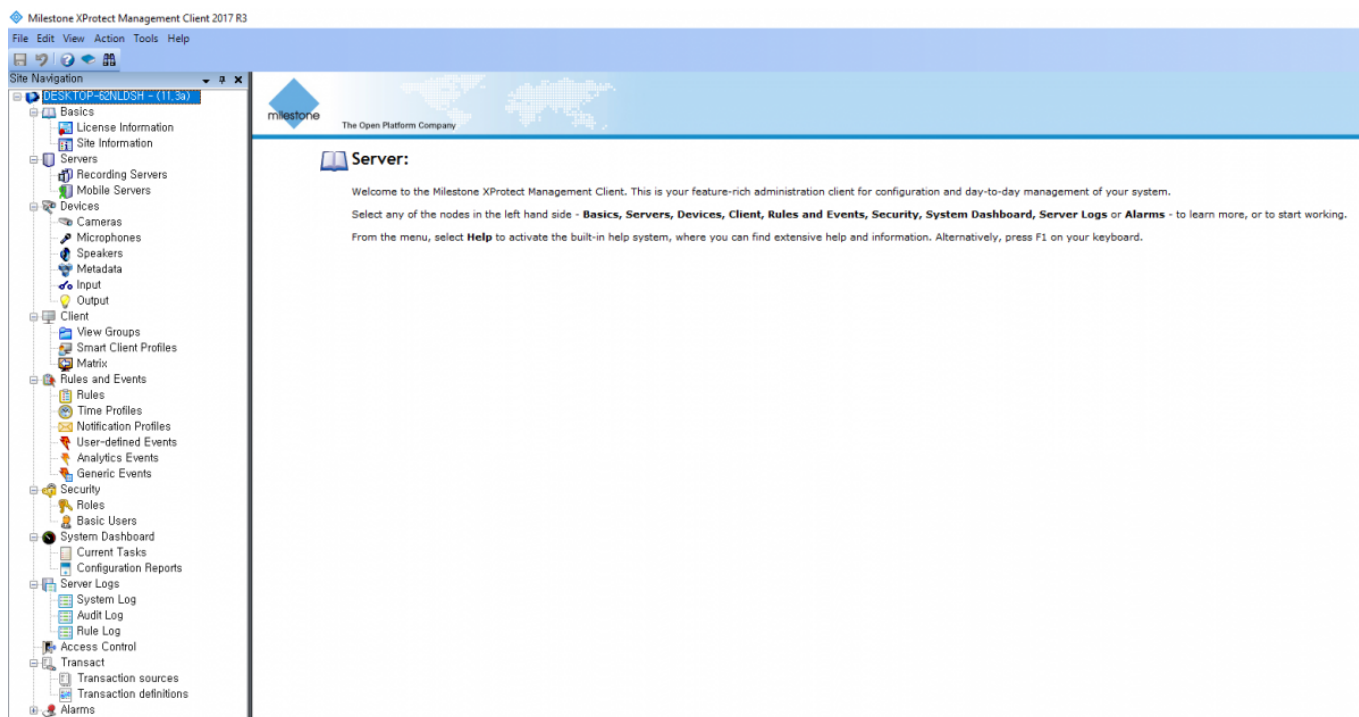 Milestone XProtect Management Client 2017 R3
File Edit View Action Tools Help
Site Navigation
DESKTOP-62NLDSH - (11.3a)
Basics
License Information
Site Information
Servers
Recording Servers
Mobile Servers
Devices
Cameras
Microphones
Speakers
Metadata
Input
Output
Client
View Groups
Smart Client Profiles
Matrix
Rules and Events
Rules
Time Profiles
Notification Profiles
User-defined Events
Analytics Events
Generic Events
Security
Roles
Basic Users
System Dashboard
Current Tasks
Configuration Reports
Server Logs
System Log
Audit Log
Rule Log
Access Control
Transact
Transaction sources
Transaction definitions
Alarms
milestone
The Open Platform Company
Server:
Welcome to the Milestone XProtect Management Client. This is your feature-rich administration client for configuration and day-to-day management of your system.
Select any of the nodes in the left hand side - Basics, Servers, Devices, Client, Rules and Events, Security, System Dashboard, Server Logs or Alarms - to learn more, or to start working.
From the menu, select Help to activate the built-in help system, where you can find extensive help and information. Alternatively, press F1 on your keyboard.